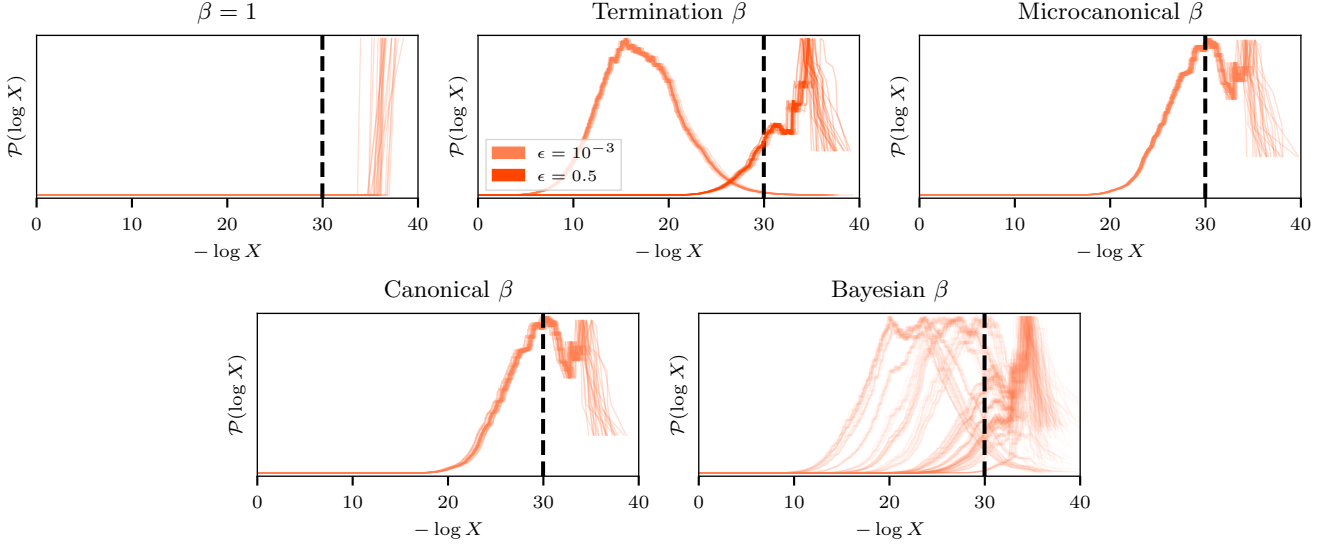 β = 1
Termination β
Microcanonical β
𝒫(log X)
𝒫(log X)
𝒫(log X)
ϵ = 10⁻³
ϵ = 0.5
0 10 20 30 40
0 10 20 30 40
0 10 20 30 40
− log X
− log X
− log X
Canonical β
Bayesian β
𝒫(log X)
𝒫(log X)
0 10 20 30 40
0 10 20 30 40
− log X
− log X